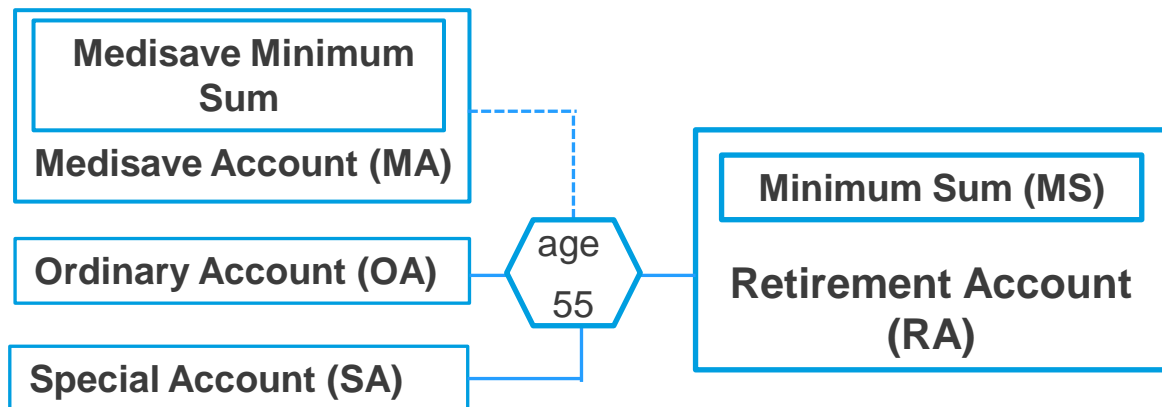 Medisave Minimum
Sum
Medisave Account (MA)
Ordinary Account (OA)
Special Account (SA)
age
55
Minimum Sum (MS)
Retirement Account
(RA)